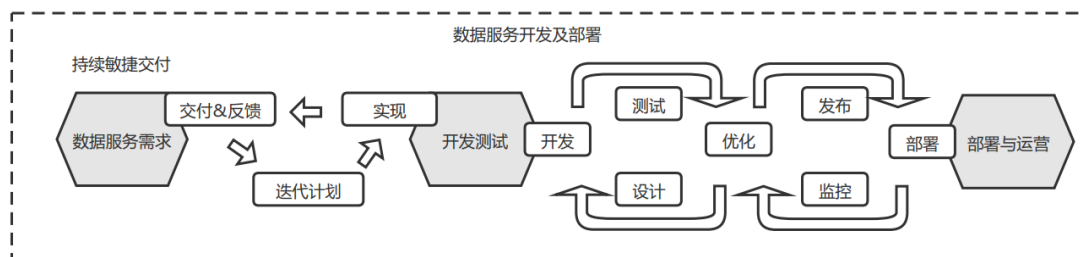 数据服务开发及部署
持续敏捷交付
交付&反馈
实现
测试
发布
数据服务需求
开发测试
开发
优化
部署
部署与运营
迭代计划
设计
监控